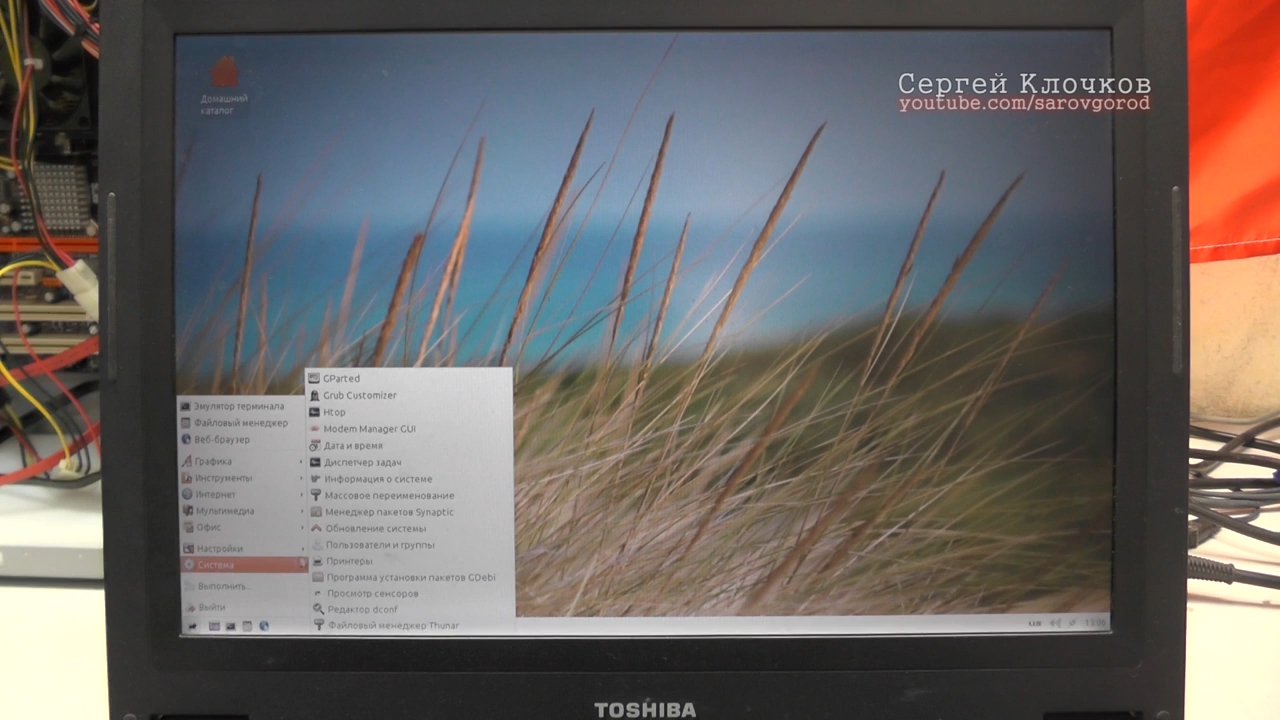 Домашний
каталог
Сергей Клочков
youtube.com/sarovgorod
GParted
Grub Customizer
Htop
Modem Manager GUI
Дата и время
Диспетчер задач
Информация о системе
Массовое переименование
Менеджер пакетов Synaptic
Обновление системы
Пользователи и группы
Принтеры
Программа установки пакетов GDebi
Просмотр сенсоров
Редактор dconf
Файловый менеджер Thunar
Эмулятор терминала
Файловый менеджер
Веб-браузер
Графика
Инструменты
Интернет
Мультимедиа
Офис
Настройки
Система
Выполнить...
Выйти
TOSHIBA